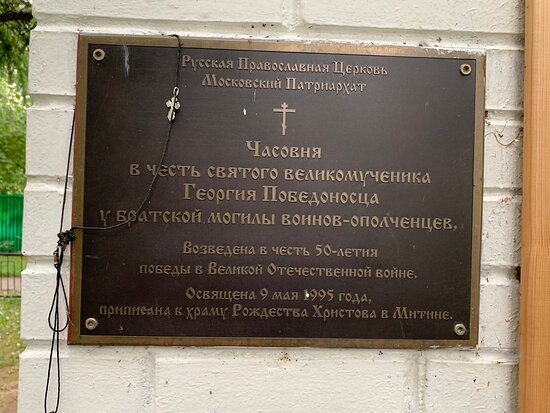 Русская Православная Церковь
Московский Патриархат
Часовня
в честь святого великомученика
Георгия Победоносца
у братской могилы воинов-ополченцев.
Возведена в честь 50-летия
победы в Великой Отечественной войне.
Освящена 9 мая 1995 года,
приписана к храму Рождества Христова в Митине.